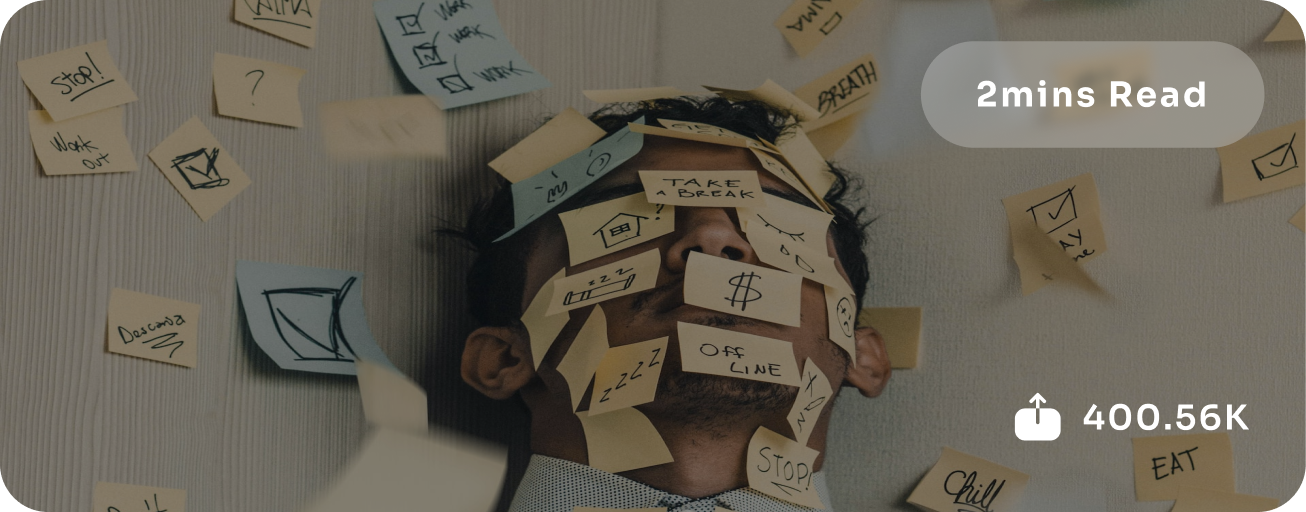 WORK
WORK
WORK
BREATH
2mins Read
Stop!
?
Work
out
TAKE
A BREAK
?
zzz
$
Descansa
OFF
LINE
zzzz
400.56K
STOP!
EAT
Chill